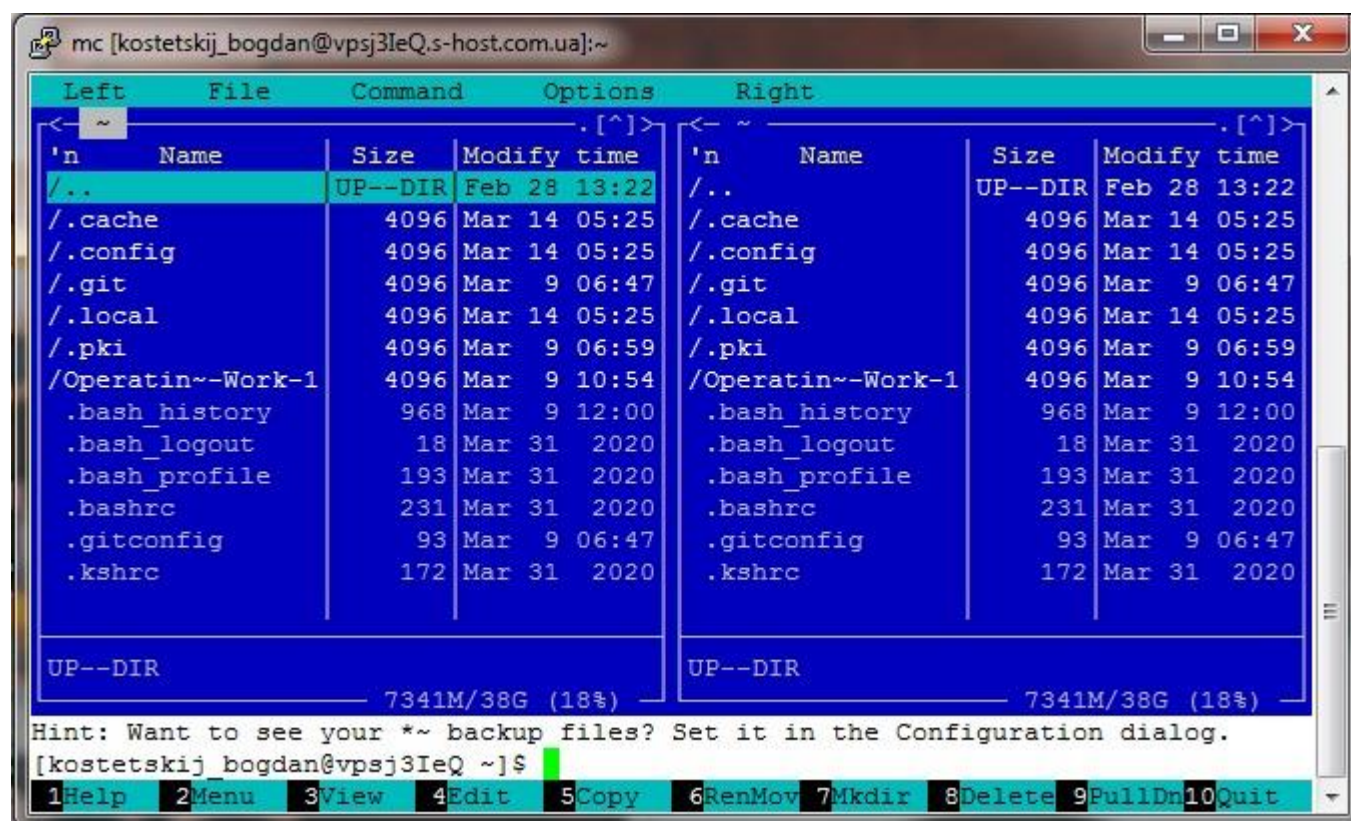 mc [kostetskij_bogdan@vpsj3IeQ.s-host.com.ua]:~
Left File Command Options Right
<- ~ .[^]> <- ~ .[^]>
'n Name Size Modify time 'n Name Size Modify time
/.. UP--DIR Feb 28 13:22 /.. UP--DIR Feb 28 13:22
/.cache 4096 Mar 14 05:25 /.cache 4096 Mar 14 05:25
/.config 4096 Mar 14 05:25 /.config 4096 Mar 14 05:25
/.git 4096 Mar 9 06:47 /.git 4096 Mar 9 06:47
/.local 4096 Mar 14 05:25 /.local 4096 Mar 14 05:25
/.pki 4096 Mar 9 06:59 /.pki 4096 Mar 9 06:59
/Operatin~-Work-1 4096 Mar 9 10:54 /Operatin~-Work-1 4096 Mar 9 10:54
.bash_history 968 Mar 9 12:00 .bash_history 968 Mar 9 12:00
.bash_logout 18 Mar 31 2020 .bash_logout 18 Mar 31 2020
.bash_profile 193 Mar 31 2020 .bash_profile 193 Mar 31 2020
.bashrc 231 Mar 31 2020 .bashrc 231 Mar 31 2020
.gitconfig 93 Mar 9 06:47 .gitconfig 93 Mar 9 06:47
.kshrc 172 Mar 31 2020 .kshrc 172 Mar 31 2020
UP--DIR UP--DIR
7341M/38G (18%) 7341M/38G (18%)
Hint: Want to see your *~ backup files? Set it in the Configuration dialog.
[kostetskij_bogdan@vpsj3IeQ ~]$
1Help 2Menu 3View 4Edit 5Copy 6RenMov 7Mkdir 8Delete 9PullDn 10Quit